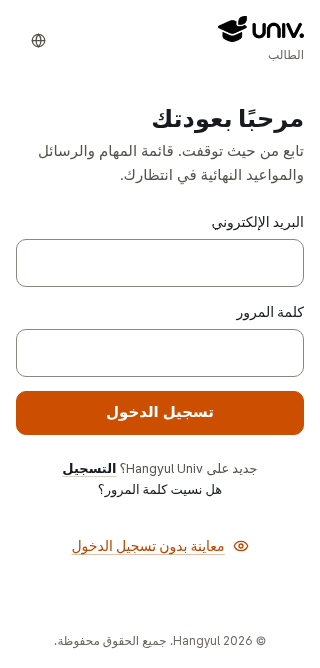 univ.
الطالب
مرحبًا بعودتك
تابع من حيث توقفت. قائمة المهام والرسائل
والمواعيد النهائية في انتظارك.
البريد الإلكتروني
كلمة المرور
تسجيل الدخول
جديد على Hangyul Univ؟ التسجيل
هل نسيت كلمة المرور؟
معاينة بدون تسجيل الدخول
© 2026 Hangyul. جميع الحقوق محفوظة.